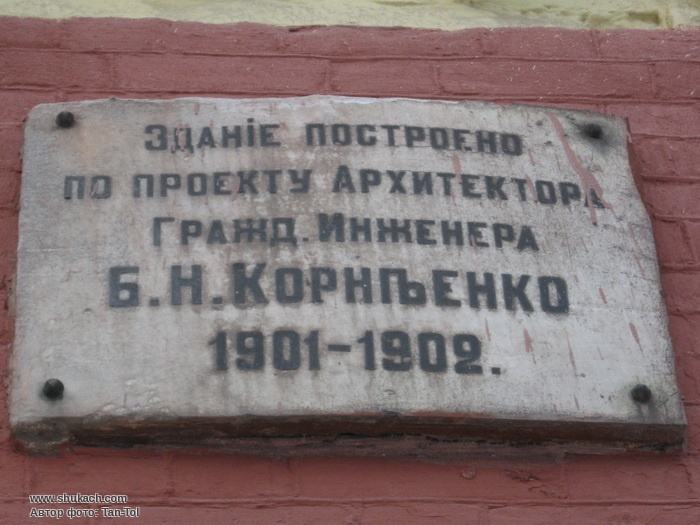 Зданіе построено
по проекту Архитектора
Гражд. Инженера
Б.Н. Корнѣенко
1901-1902.
www.shukach.com
Автор фото: Tan-Tol